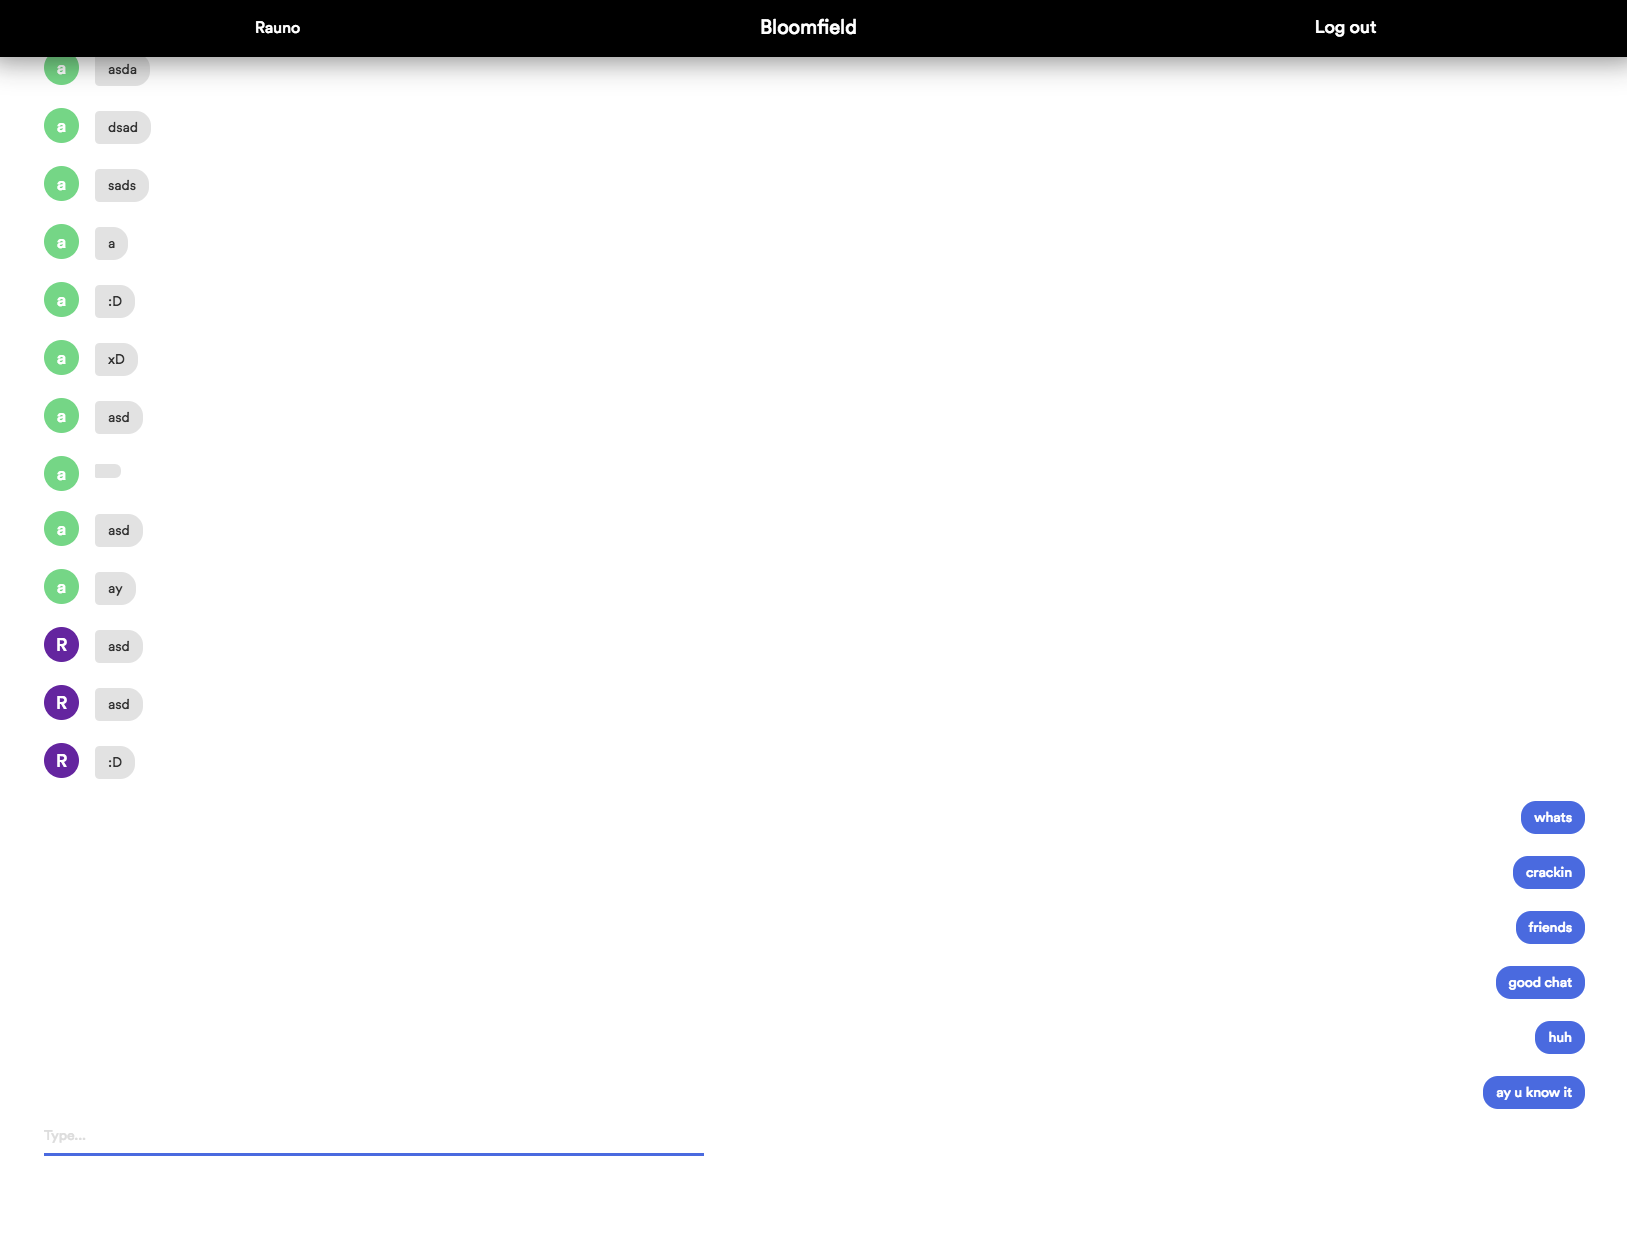 Rauno Bloomfield Log out
a asda
a dsad
a sads
a a
a :D
a xD
a asd
a
a asd
a ay
R asd
R asd
R :D
whats
crackin
friends
good chat
huh
ay u know it
Type...